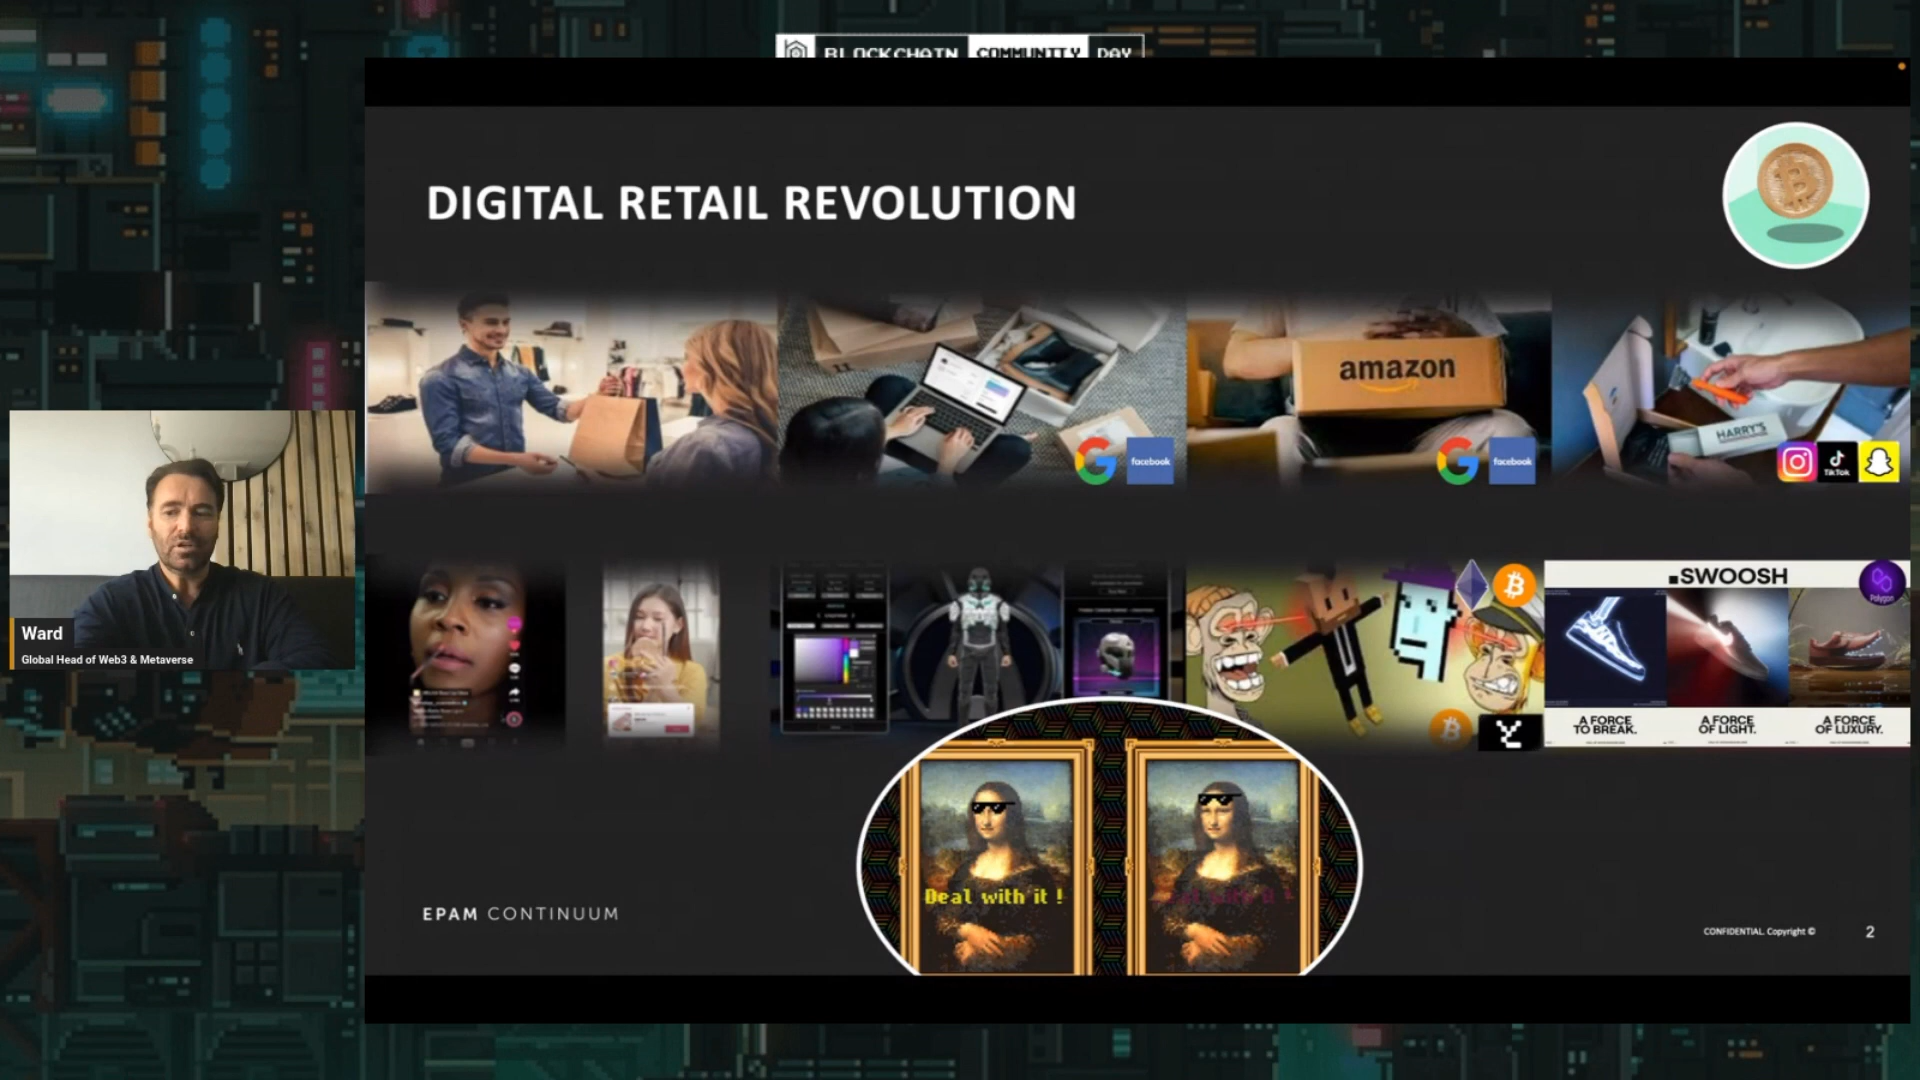 BLOCKCHAIN COMMUNITY DAY
DIGITAL RETAIL REVOLUTION
amazon
HARRY'S
facebook
facebook
TikTok
Ward
Global Head of Web3 & Metaverse
.SWOOSH
Polygon
A FORCE TO BREAK.
A FORCE OF LIGHT.
A FORCE OF LUXURY.
Deal with it !
EPAM CONTINUUM
CONFIDENTIAL. Copyright ©
2